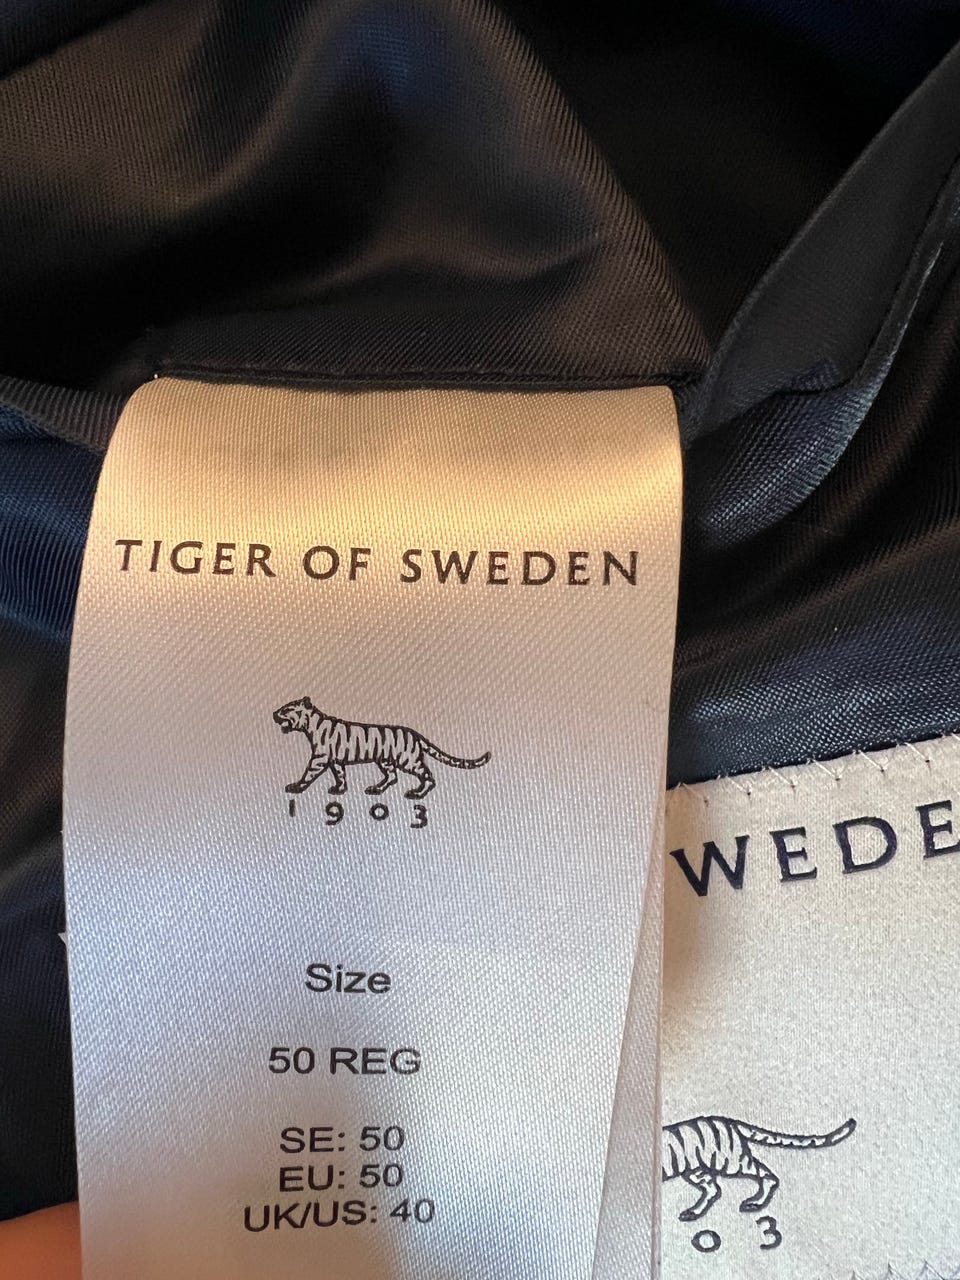 TIGER OF SWEDEN
1903
Size
50 REG
SE: 50
EU: 50
UK/US: 40
WEDE
03